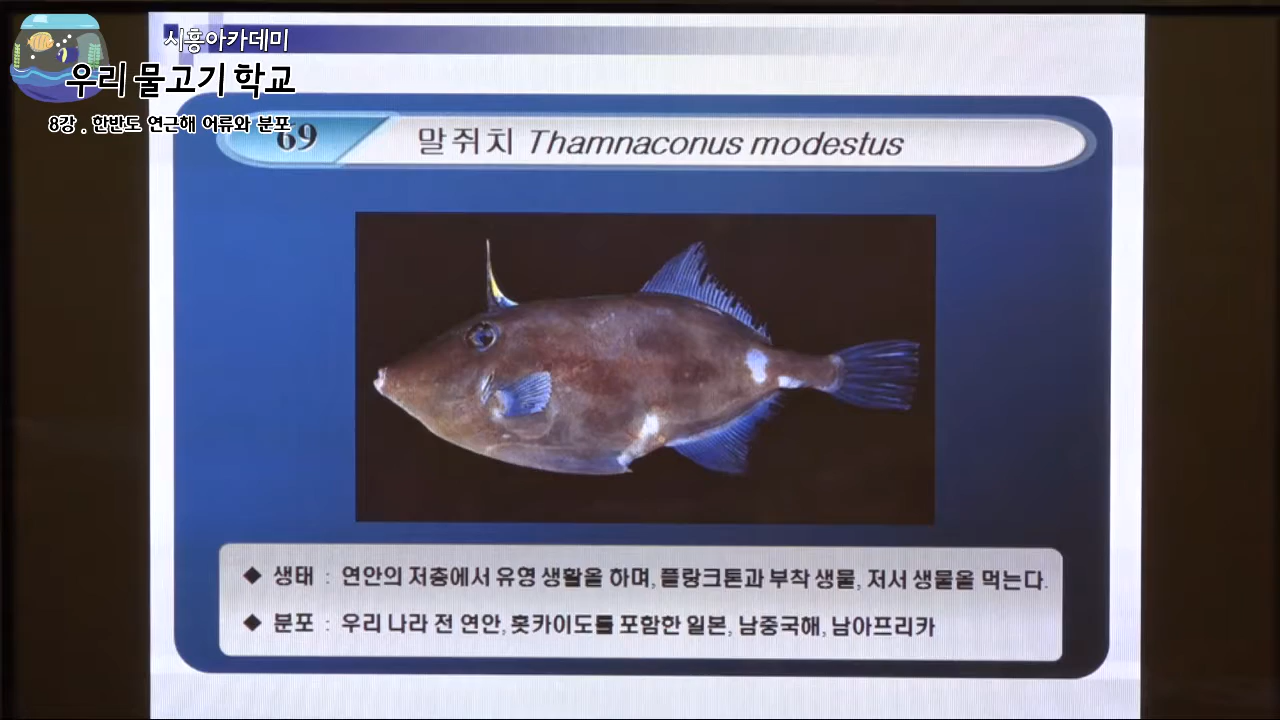 시흥아카데미
우리 물고기 학교
8강 . 한반도 연근해 어류와 분포
69
말쥐치 Thamnaconus modestus
◆ 생태 : 연안의 저층에서 유영 생활올 하며, 플랑크톤과 부착 생물, 저서 생물올 먹는다.
◆ 분포 : 우리 나라 전 연안, 홋카이도를 포함한 일본, 남중국해, 남아프리카